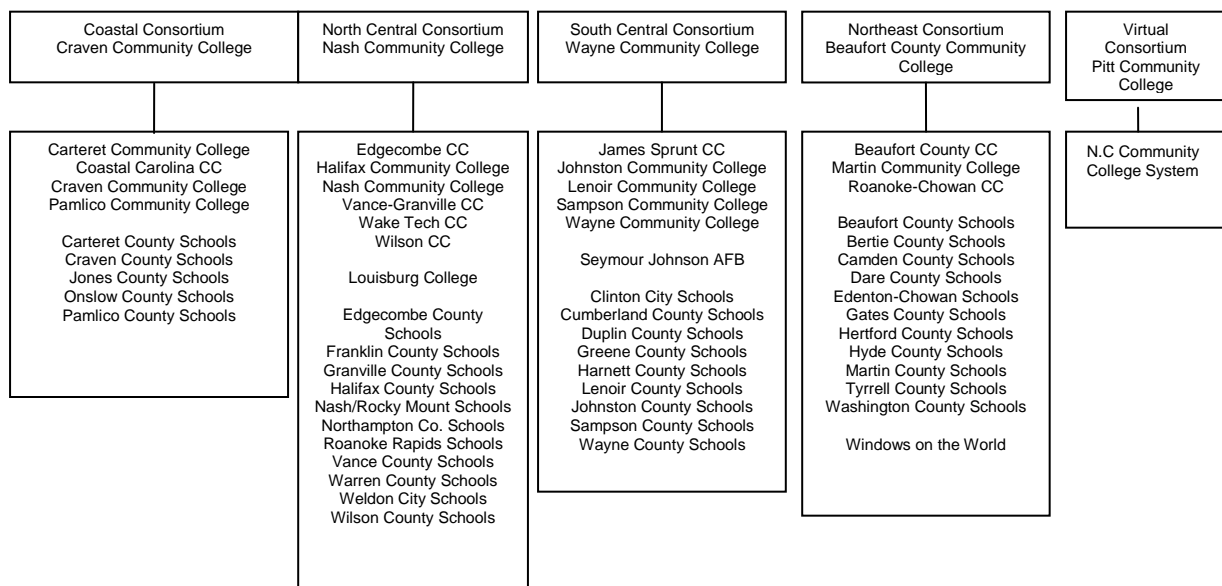 Coastal Consortium
Craven Community College
North Central Consortium
Nash Community College
South Central Consortium
Wayne Community College
Northeast Consortium
Beaufort County Community
College
Virtual
Consortium
Pitt Community
College
Carteret Community College
Coastal Carolina CC
Craven Community College
Pamlico Community College
Carteret County Schools
Craven County Schools
Jones County Schools
Onslow County Schools
Pamlico County Schools
Edgecombe CC
Halifax Community College
Nash Community College
Vance-Granville CC
Wake Tech CC
Wilson CC
Louisburg College
Edgecombe County
Schools
Franklin County Schools
Granville County Schools
Halifax County Schools
Nash/Rocky Mount Schools
Northampton Co. Schools
Roanoke Rapids Schools
Vance County Schools
Warren County Schools
Weldon City Schools
Wilson County Schools
James Sprunt CC
Johnston Community College
Lenoir Community College
Sampson Community College
Wayne Community College
Seymour Johnson AFB
Clinton City Schools
Cumberland County Schools
Duplin County Schools
Greene County Schools
Harnett County Schools
Lenoir County Schools
Johnston County Schools
Sampson County Schools
Wayne County Schools
Beaufort County CC
Martin Community College
Roanoke-Chowan CC
Beaufort County Schools
Bertie County Schools
Camden County Schools
Dare County Schools
Edenton-Chowan Schools
Gates County Schools
Hertford County Schools
Hyde County Schools
Martin County Schools
Tyrrell County Schools
Washington County Schools
Windows on the World
N.C Community
College System